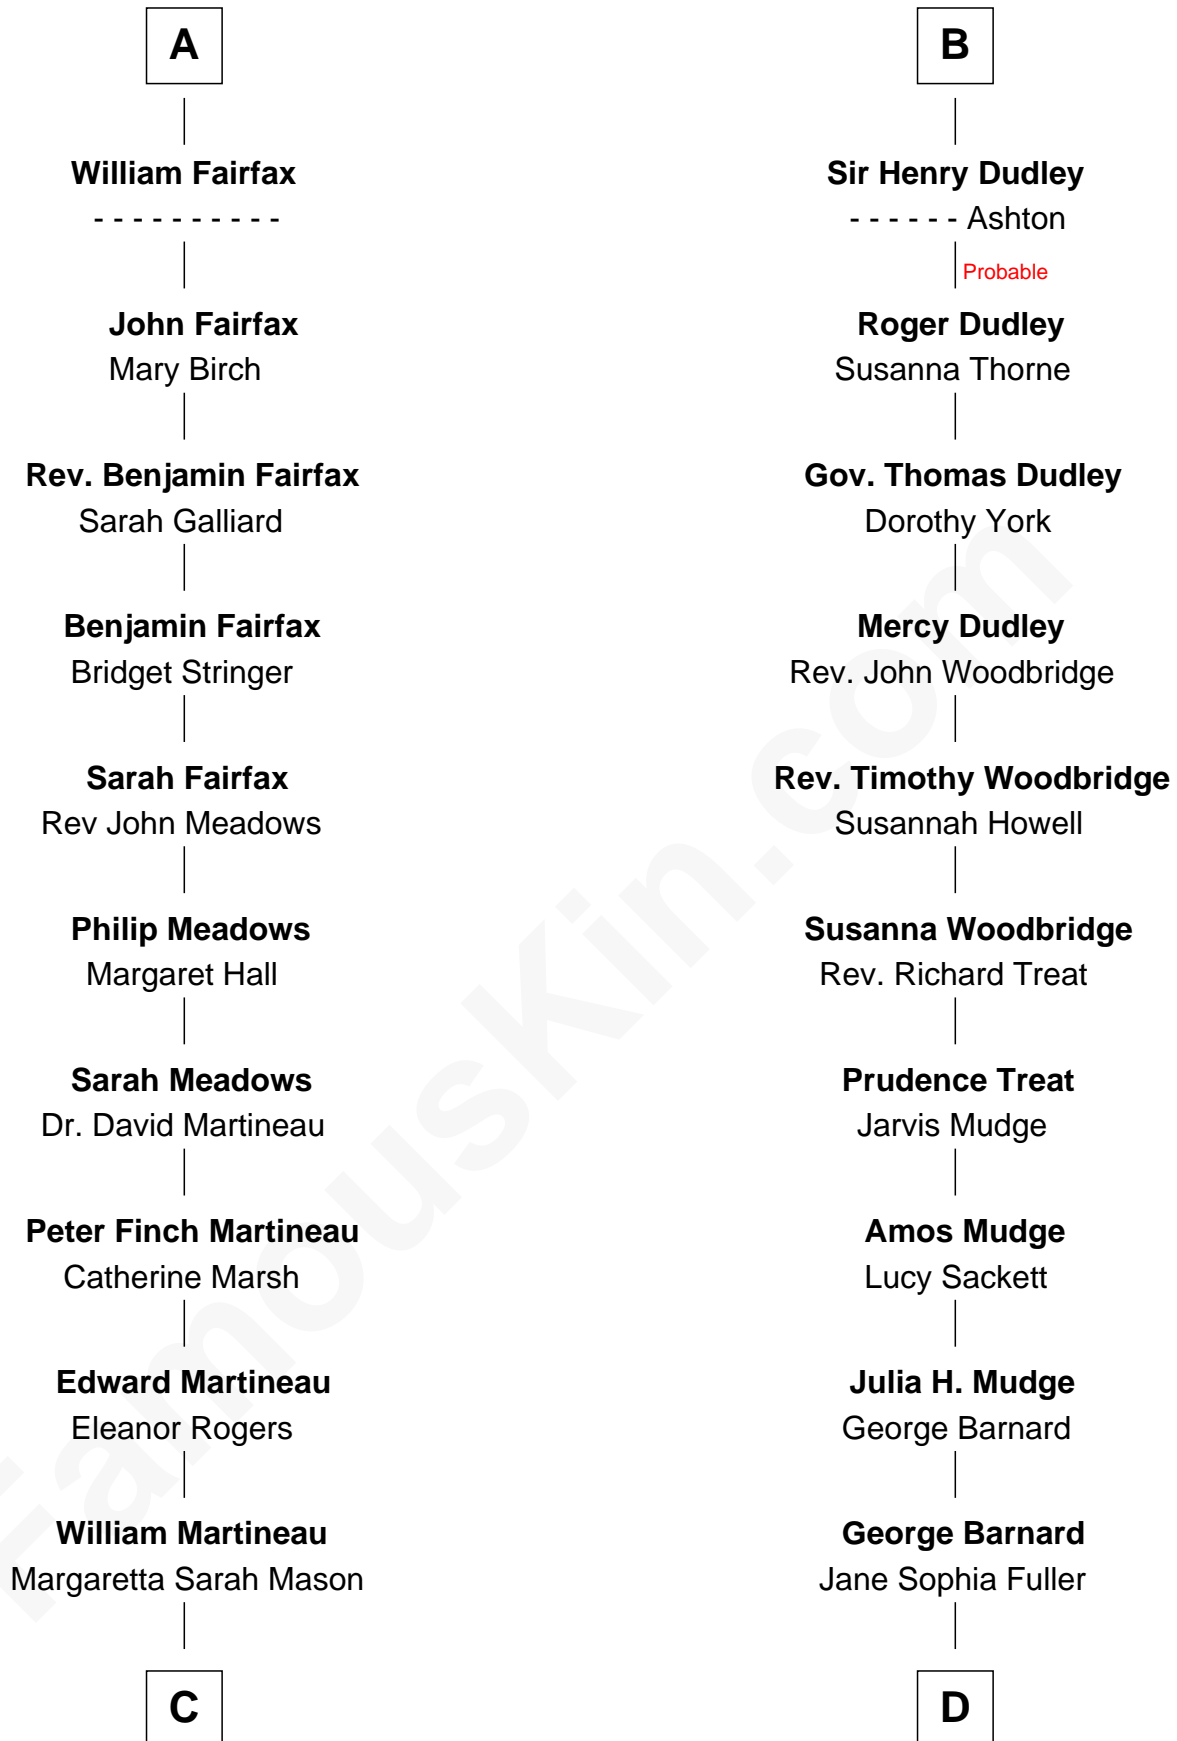 A
William Fairfax
- - - - - - - - - -
John Fairfax
Mary Birch
Rev. Benjamin Fairfax
Sarah Galliard
Benjamin Fairfax
Bridget Stringer
Sarah Fairfax
Rev John Meadows
Philip Meadows
Margaret Hall
Sarah Meadows
Dr. David Martineau
Peter Finch Martineau
Catherine Marsh
Edward Martineau
Eleanor Rogers
William Martineau
Margaretta Sarah Mason
C
B
Sir Henry Dudley
- - - - - - Ashton
Probable
Roger Dudley
Susanna Thorne
Gov. Thomas Dudley
Dorothy York
Mercy Dudley
Rev. John Woodbridge
Rev. Timothy Woodbridge
Susannah Howell
Susanna Woodbridge
Rev. Richard Treat
Prudence Treat
Jarvis Mudge
Amos Mudge
Lucy Sackett
Julia H. Mudge
George Barnard
George Barnard
Jane Sophia Fuller
D
FamousKin.com